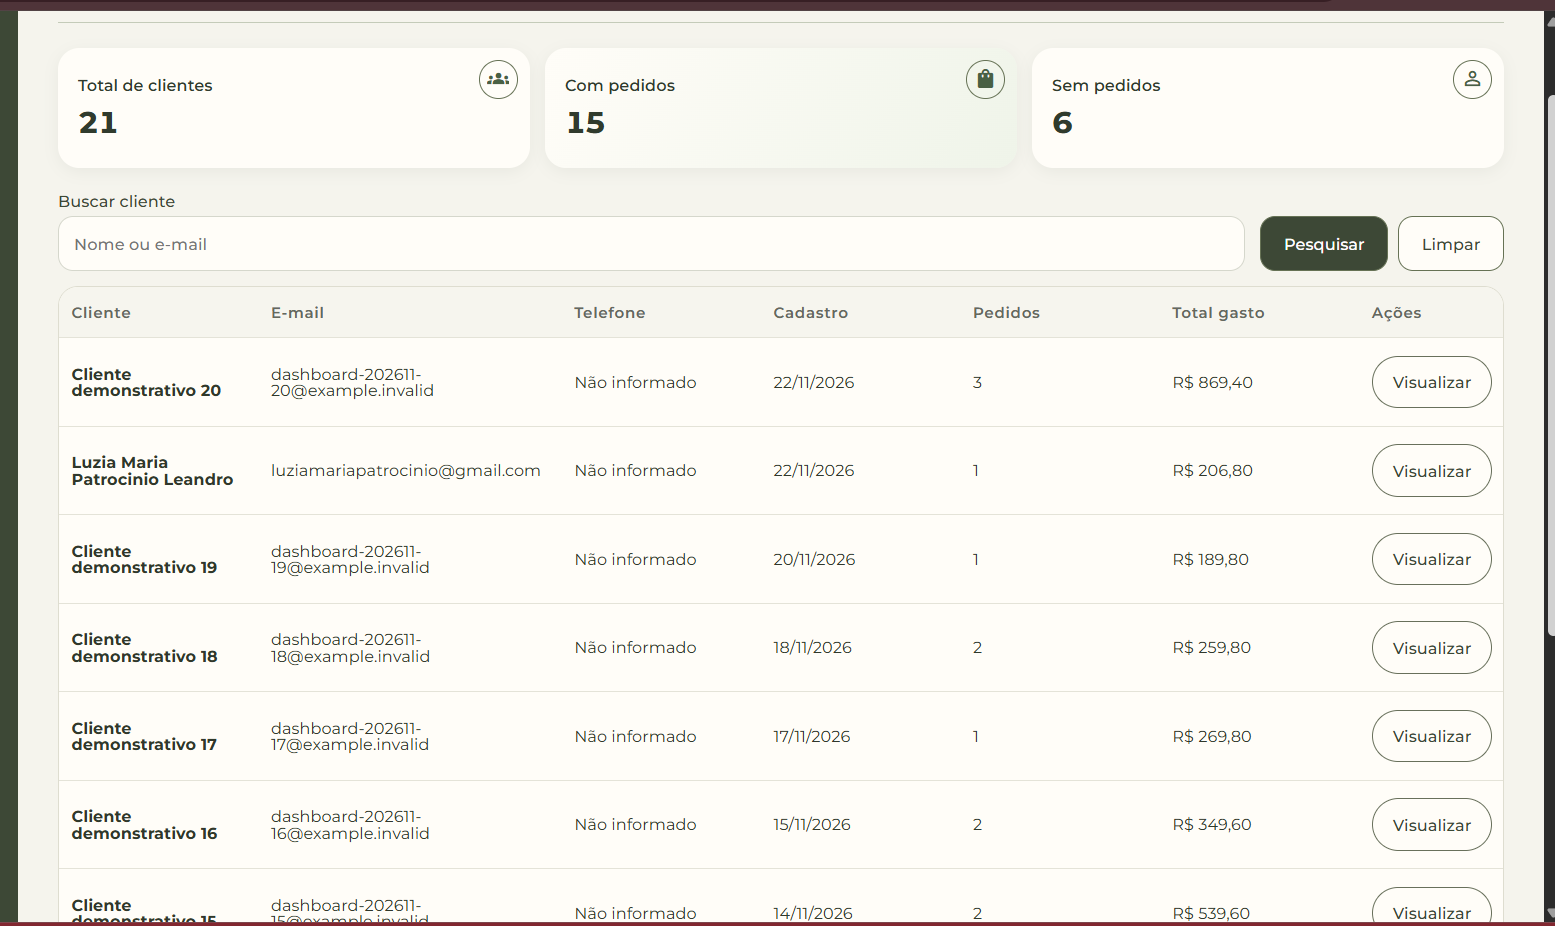 Total de clientes
21
Com pedidos
15
Sem pedidos
6
Buscar cliente
Nome ou e-mail
Pesquisar
Limpar
Cliente E-mail Telefone Cadastro Pedidos Total gasto Ações
Cliente
demonstrativo 20
dashboard-202611-
20@example.invalid
Não informado
22/11/2026
3
R$ 869,40
Visualizar
Luzia Maria
Patrocinio Leandro
luziamariapatrocinio@gmail.com
Não informado
22/11/2026
1
R$ 206,80
Visualizar
Cliente
demonstrativo 19
dashboard-202611-
19@example.invalid
Não informado
20/11/2026
1
R$ 189,80
Visualizar
Cliente
demonstrativo 18
dashboard-202611-
18@example.invalid
Não informado
18/11/2026
2
R$ 259,80
Visualizar
Cliente
demonstrativo 17
dashboard-202611-
17@example.invalid
Não informado
17/11/2026
1
R$ 269,80
Visualizar
Cliente
demonstrativo 16
dashboard-202611-
16@example.invalid
Não informado
15/11/2026
2
R$ 349,60
Visualizar
Cliente
demonstrativo 15
dashboard-202611-
15@example.invalid
Não informado
14/11/2026
2
R$ 539,60
Visualizar